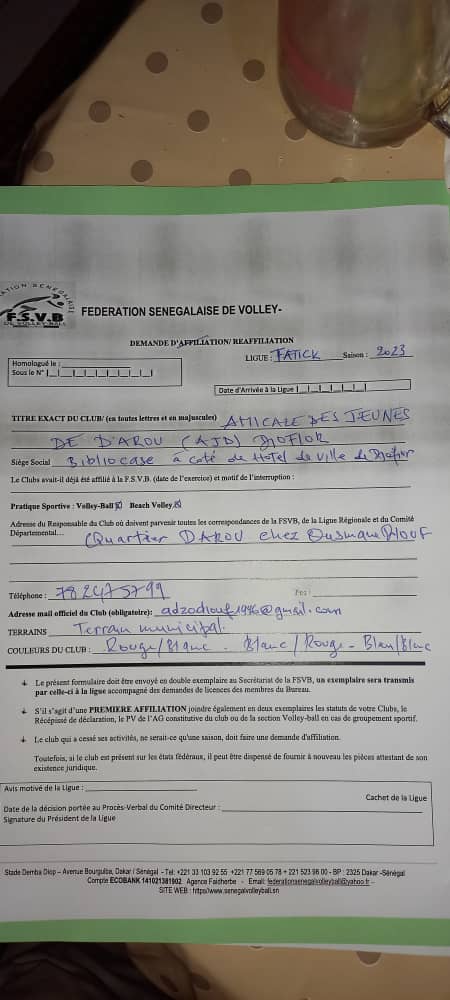 F.S.V.B
DE VOLLEY-BALL
FEDERATION SENEGALAISE DE VOLLEY-
DEMANDE D'AFFILIATION/ REAFFILIATION
LIGUE : FATICK Saison : 2023
Homologué le :
Sous le N°
Date d'Arrivée à la Ligue
TITRE EXACT DU CLUB/ (en toutes lettres et en majuscules) AMICALE DES JEUNES
DE D'AROU (AJD) DIOFIOR
Siège Social Bibliocase à coté de Hotel de ville de Diofior
Le Clubs avait-il déjà été affilié à la F.S.V.B. (date de l'exercice) et motif de l'interruption :
Pratique Sportive : Volley-Ball Beach Volley
Adresse du Responsable du Club où doivent parvenir toutes les correspondances de la FSVB, de la Ligue Régionale et du Comité
Départemental… (Quartier DAROU chez Ousmane DIOUF
Téléphone : 782475799 Fax :
Adresse mail officiel du Club (obligatoire): adzodiouf1996@gmail.com
TERRAINS Terrain municipal.
COULEURS DU CLUB : Rouge/Blanc - Blanc/Rouge - Blan/Blanc
Le présent formulaire doit être envoyé en double exemplaire au Secrétariat de la FSVB, un exemplaire sera transmis
par celle-ci à la ligue accompagné des demandes de licences des membres du Bureau.
S'il s'agit d'une PREMIERE AFFILIATION joindre également en deux exemplaires les statuts de votre Clubs, le
Récépissé de déclaration, le PV de l'AG constitutive du club ou de la section Volley-ball en cas de groupement sportif.
Le club qui a cessé ses activités, ne serait-ce qu'une saison, doit faire une demande d'affiliation.
Toutefois, si le club est présent sur les états fédéraux, il peut être dispensé de fournir à nouveau les pièces attestant de son
existence juridique.
Avis motivé de la Ligue :
Cachet de la Ligue
Date de la décision portée au Procès-Verbal du Comité Directeur :
Signature du Président de la Ligue
Stade Demba Diop – Avenue Bourguiba, Dakar / Sénégal - Tel: +221 33 103 92 55 +221 77 569 05 78 + 221 523 98 00 - BP : 2325 Dakar -Sénégal
Compte ECOBANK 141021381902 Agence Faidherbe - Email: federationsenegalvolleyball@yahoo.fr -
SITE WEB : https//www.senegalvolleyball.sn